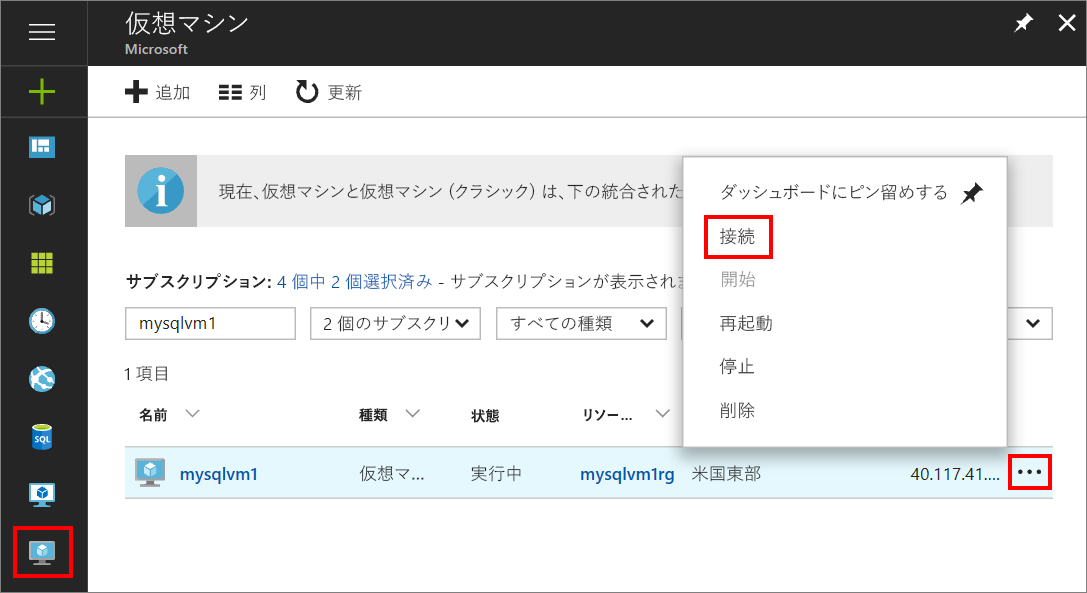 仮想マシン
Microsoft
追加 列 更新
現在、仮想マシンと仮想マシン (クラシック) は、下の統合された
ダッシュボードにピン留めする
接続
開始
再起動
停止
削除
サブスクリプション: 4 個中 2 個選択済み - サブスクリプションが表示されま
mysqlvm1 2 個のサブスクリ すべての種類
1 項目
名前 種類 状態 リソー...
mysqlvm1 仮想マ... 実行中 mysqlvm1rg 米国東部 40.117.41....
SQL